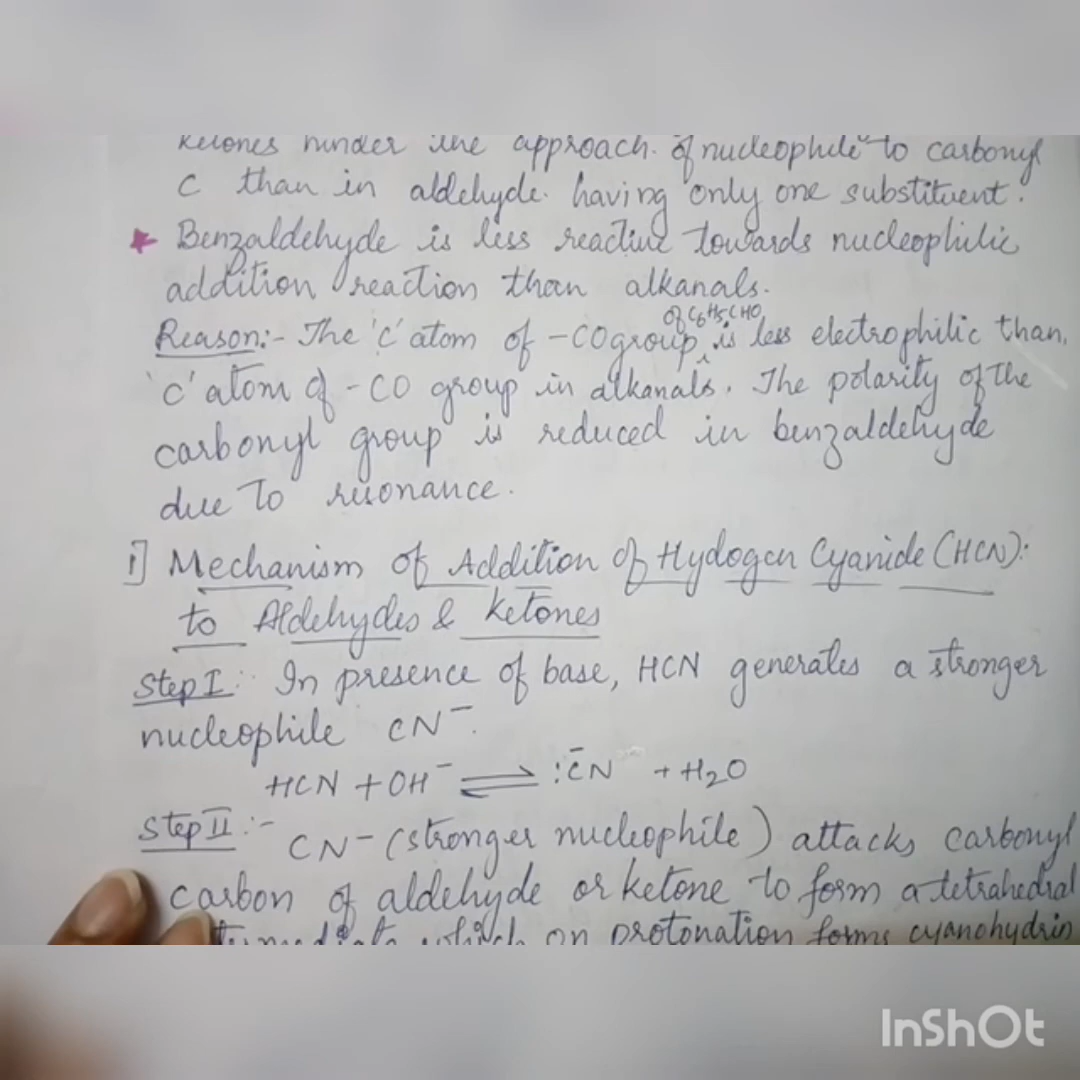 ketones hinder the approach of nucleophile to carbonyl
C than in aldehyde having only one substituent.
Benzaldehyde is less reactive towards nucleophilic
addition reaction than alkanals.
of C6H5CHO
Reason:- The 'C' atom of -CO group is less electrophilic than
'C' atom of -CO group in alkanals. The polarity of the
carbonyl group is reduced in benzaldehyde
due to resonance.
1] Mechanism of Addition of Hydogen Cyanide (HCN):
to Aldehydes & Ketones
Step I: In presence of base, HCN generates a stronger
nucleophile CN⁻.
HCN + OH⁻ ⇌ :C̄N + H2O
Step II:- CN⁻ (stronger nucleophile) attacks carbonyl
carbon of aldehyde or ketone to form a tetrahedral
intermediate which on protonation forms cyanohydrin
InShOt